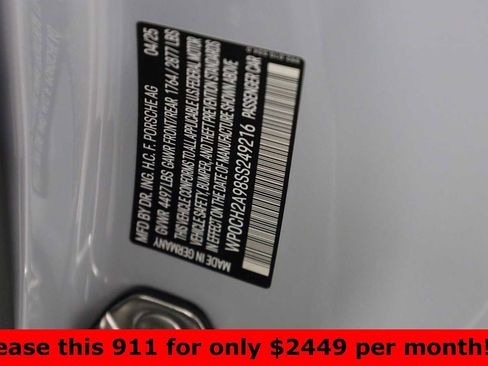 MFD BY DR. ING. H.C. F. PORSCHE AG 04/25
GVWR 4497 LBS GAWR FRONT/REAR 1764 / 2877 LBS
THIS VEHICLE CONFORMS TO ALL APPLICABLE U.S. FEDERAL MOTOR
VEHICLE SAFETY, BUMPER, AND THEFT PREVENTION STANDARDS
IN EFFECT ON THE DATE OF MANUFACTURE SHOWN ABOVE
WP0CH2A98SS249216 PASSENGER CAR
MADE IN GERMANY
ease this 911 for only $2449 per month!